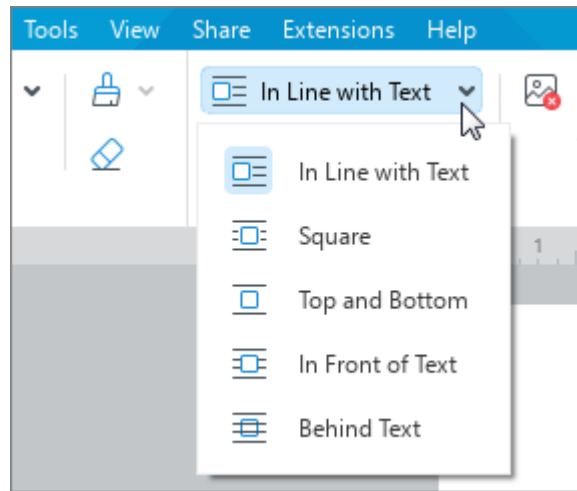 Tools View Share Extensions Help
In Line with Text
In Line with Text
Square
1
Top and Bottom
In Front of Text
Behind Text